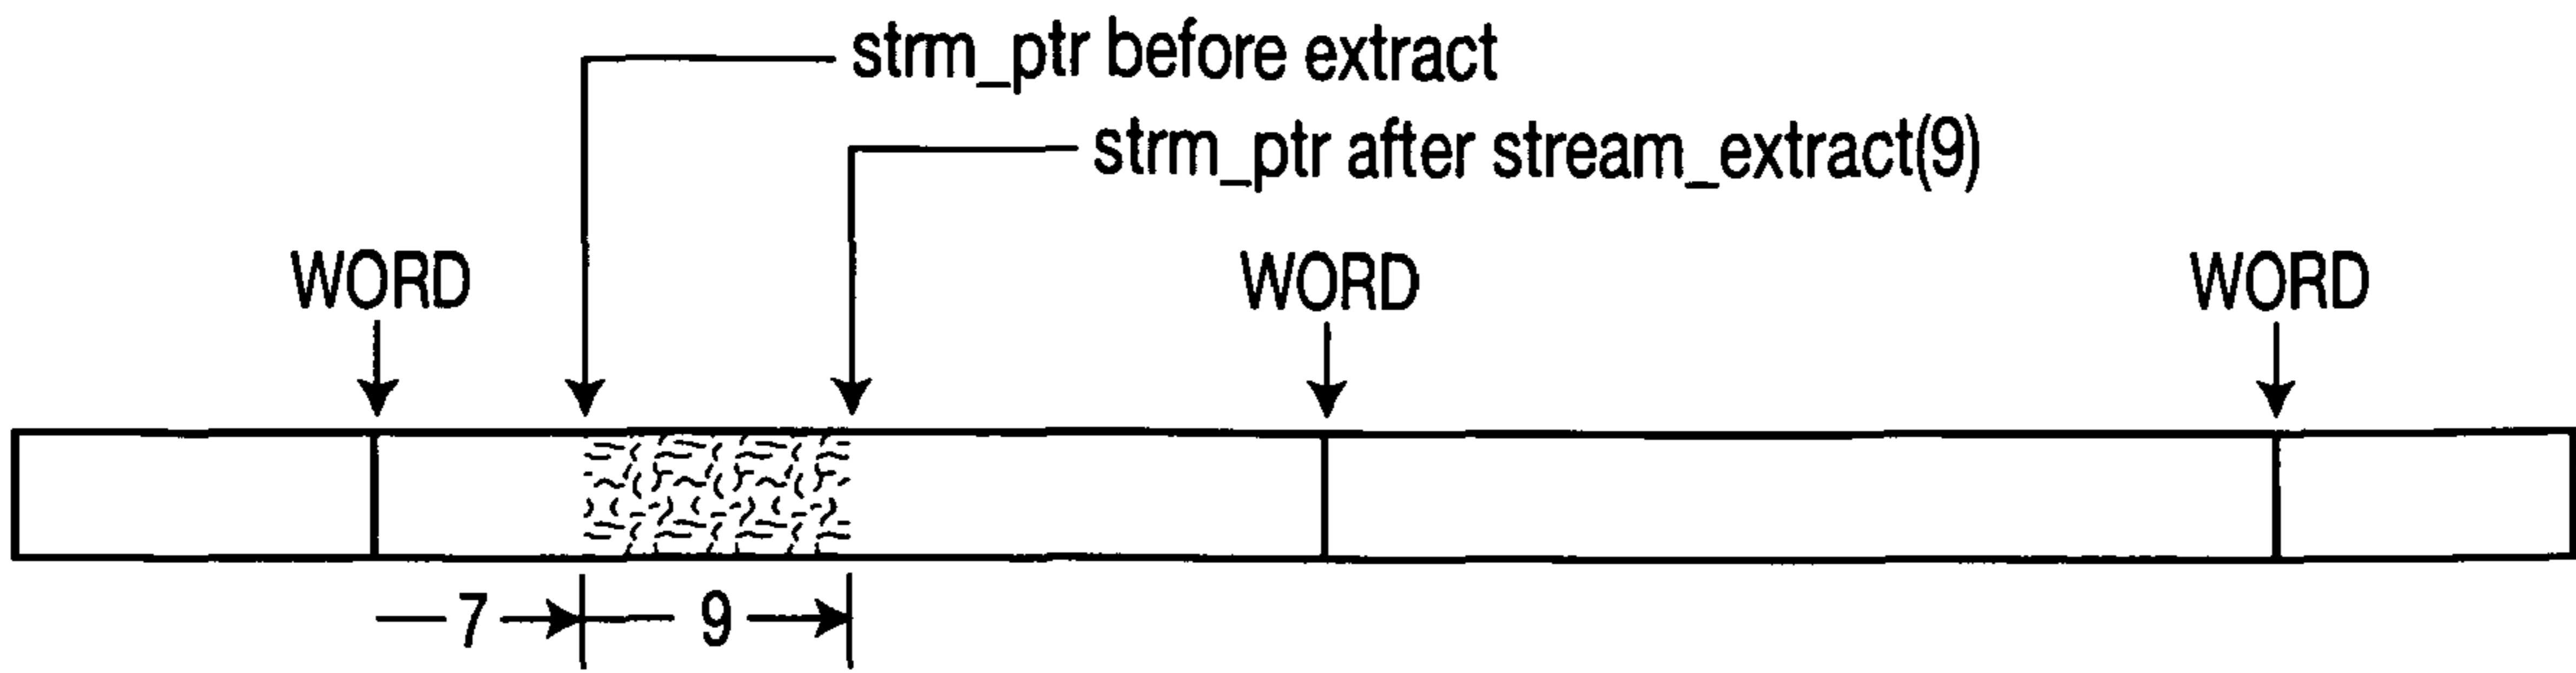 strm_ptr before extract
strm_ptr after stream_extract(9)
WORD WORD WORD
7 9